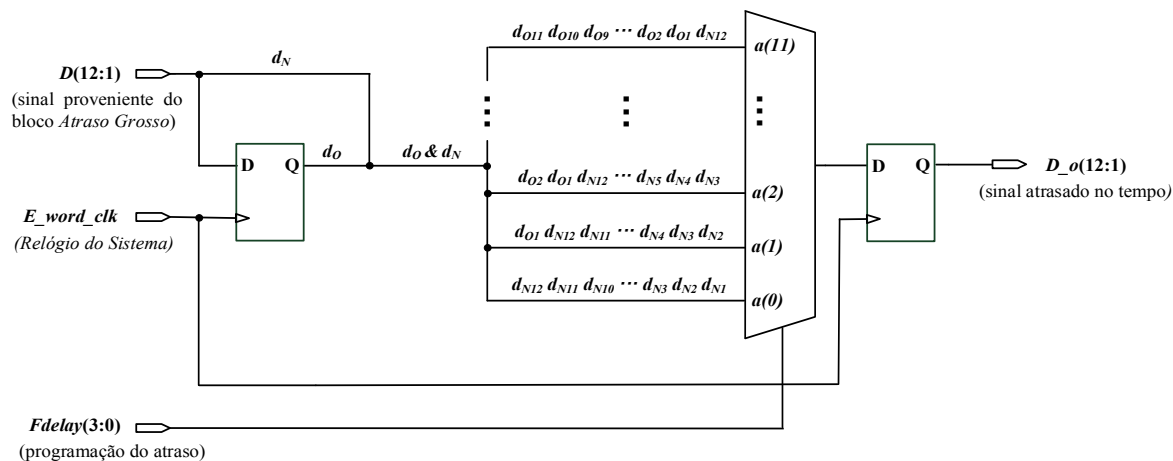 D(12:1)
(sinal proveniente do
bloco Atraso Grosso)
E_word_clk
(Relógio do Sistema)
Fdelay(3:0)
(programação do atraso)
d_N
D Q
d_O
d_O & d_N
d_O11 d_O10 d_O9 ⋯ d_O2 d_O1 d_N12
a(11)
d_O2 d_O1 d_N12 ⋯ d_N5 d_N4 d_N3
a(2)
d_O1 d_N12 d_N11 ⋯ d_N4 d_N3 d_N2
a(1)
d_N12 d_N11 d_N10 ⋯ d_N3 d_N2 d_N1
a(0)
D Q
D_o(12:1)
(sinal atrasado no tempo)